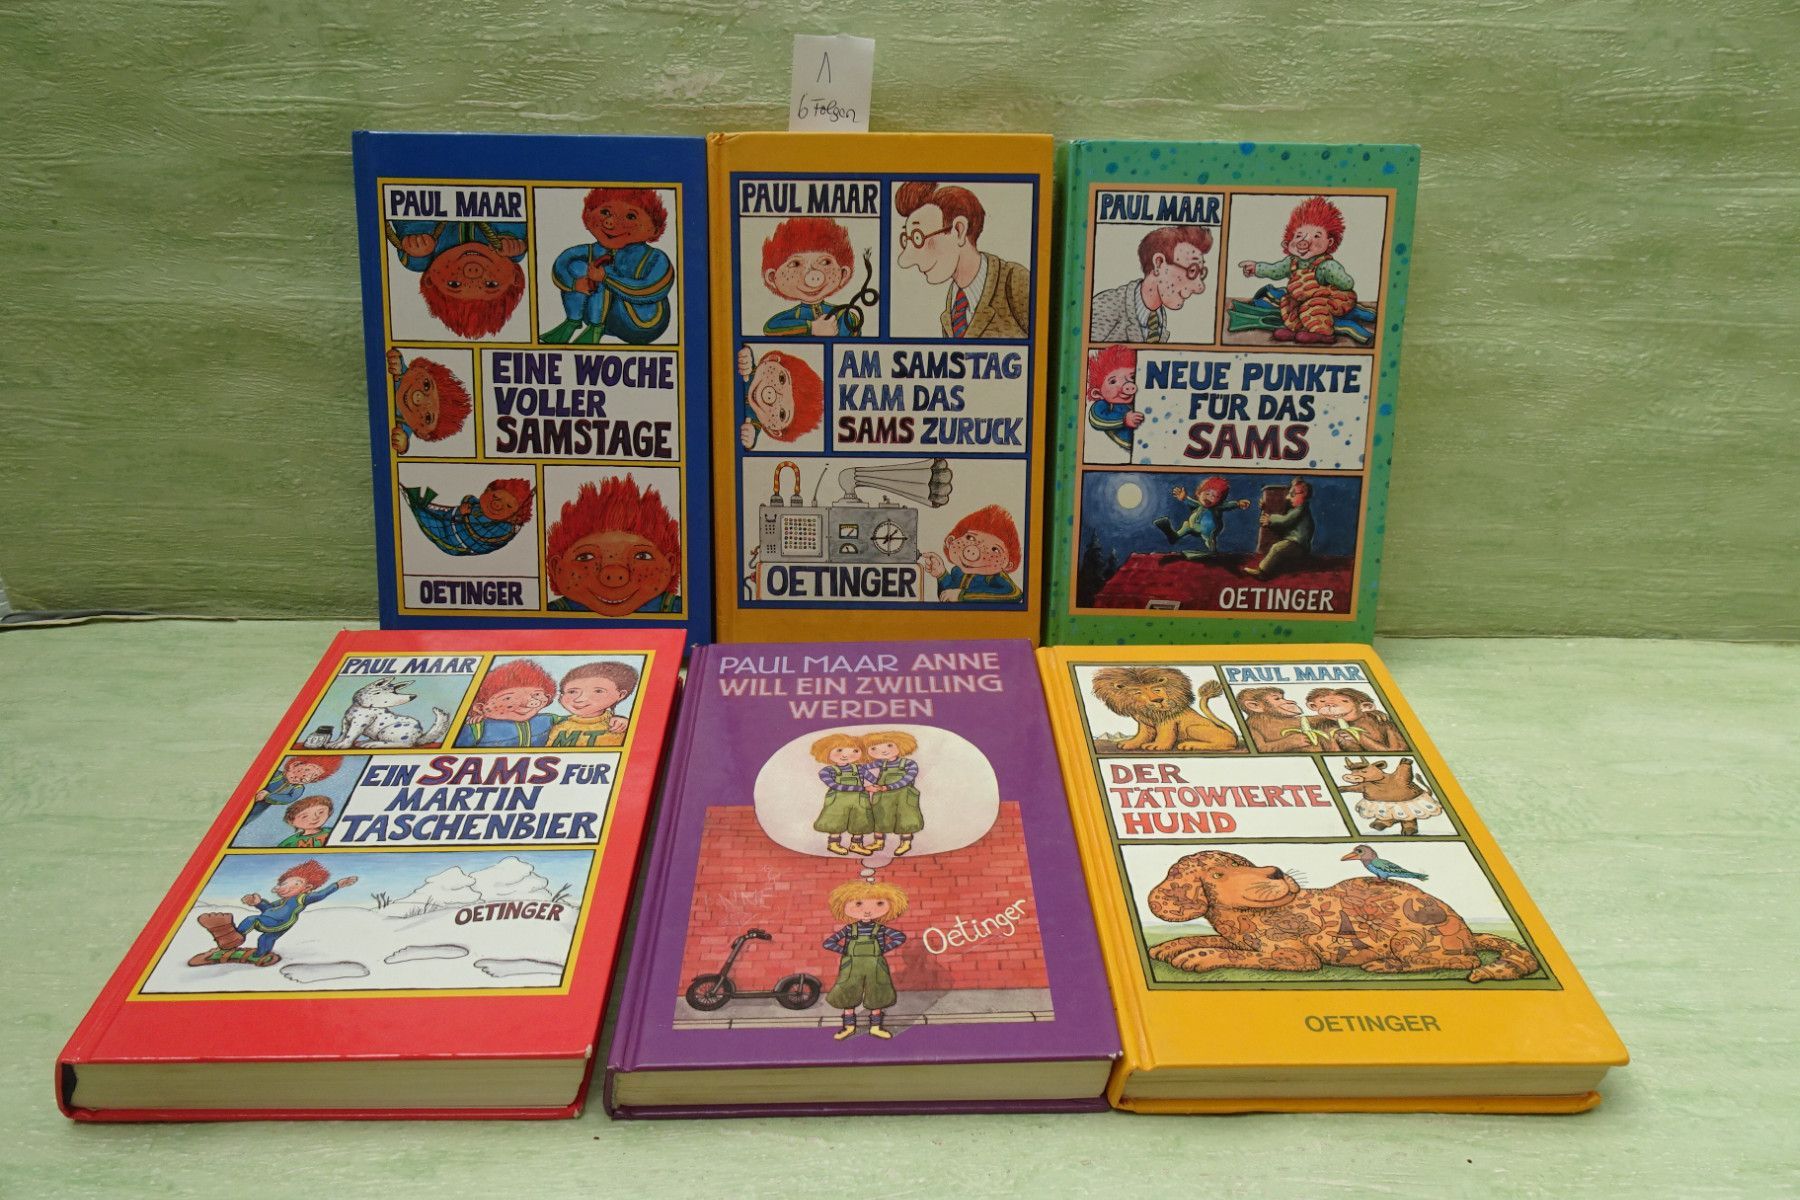 1
6 Folgen
PAUL MAAR
EINE WOCHE
VOLLER
SAMSTAGE
OETINGER
PAUL MAAR
AM SAMSTAG
KAM DAS
SAMS ZURÜCK
OETINGER
PAUL MAAR
NEUE PUNKTE
FÜR DAS
SAMS
OETINGER
PAUL MAAR
MT
EIN SAMS FÜR
MARTIN
TASCHENBIER
MT
OETINGER
PAUL MAAR ANNE
WILL EIN ZWILLING
WERDEN
Oetinger
PAUL MAAR
DER
TÄTOWIERTE
HUND
OETINGER